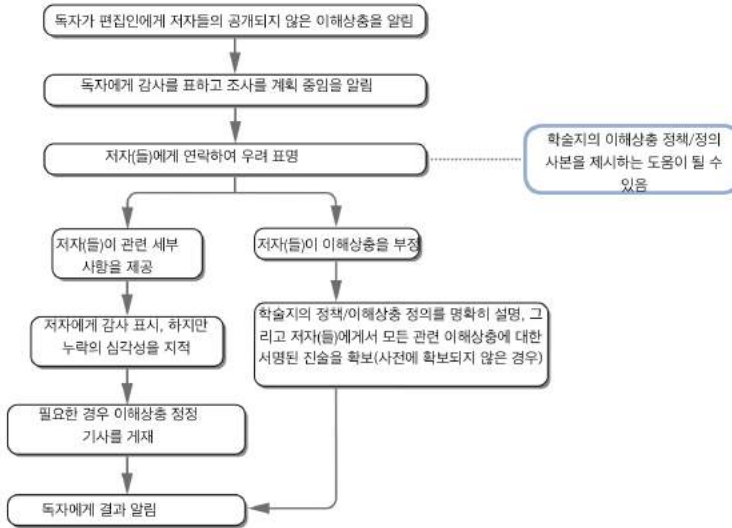 독자가 편집인에게 저자들의 공개되지 않은 이해상충을 알림
독자에게 감사를 표하고 조사를 계획 중임을 알림
저자(들)에게 연락하여 우려 표명
학술지의 이해상충 정책/정의
사본을 제시하는 도움이 될 수
있음
저자(들)이 관련 세부
사항을 제공
저자(들)이 이해상충을 부정
저자에게 감사 표시, 하지만
누락의 심각성을 지적
학술지의 정책/이해상충 정의를 명확히 설명, 그
리고 저자(들)에게서 모든 관련 이해상충에 대한
서명된 진술을 확보(사전에 확보되지 않은 경우)
필요한 경우 이해상충 정정
기사를 게재
독자에게 결과 알림